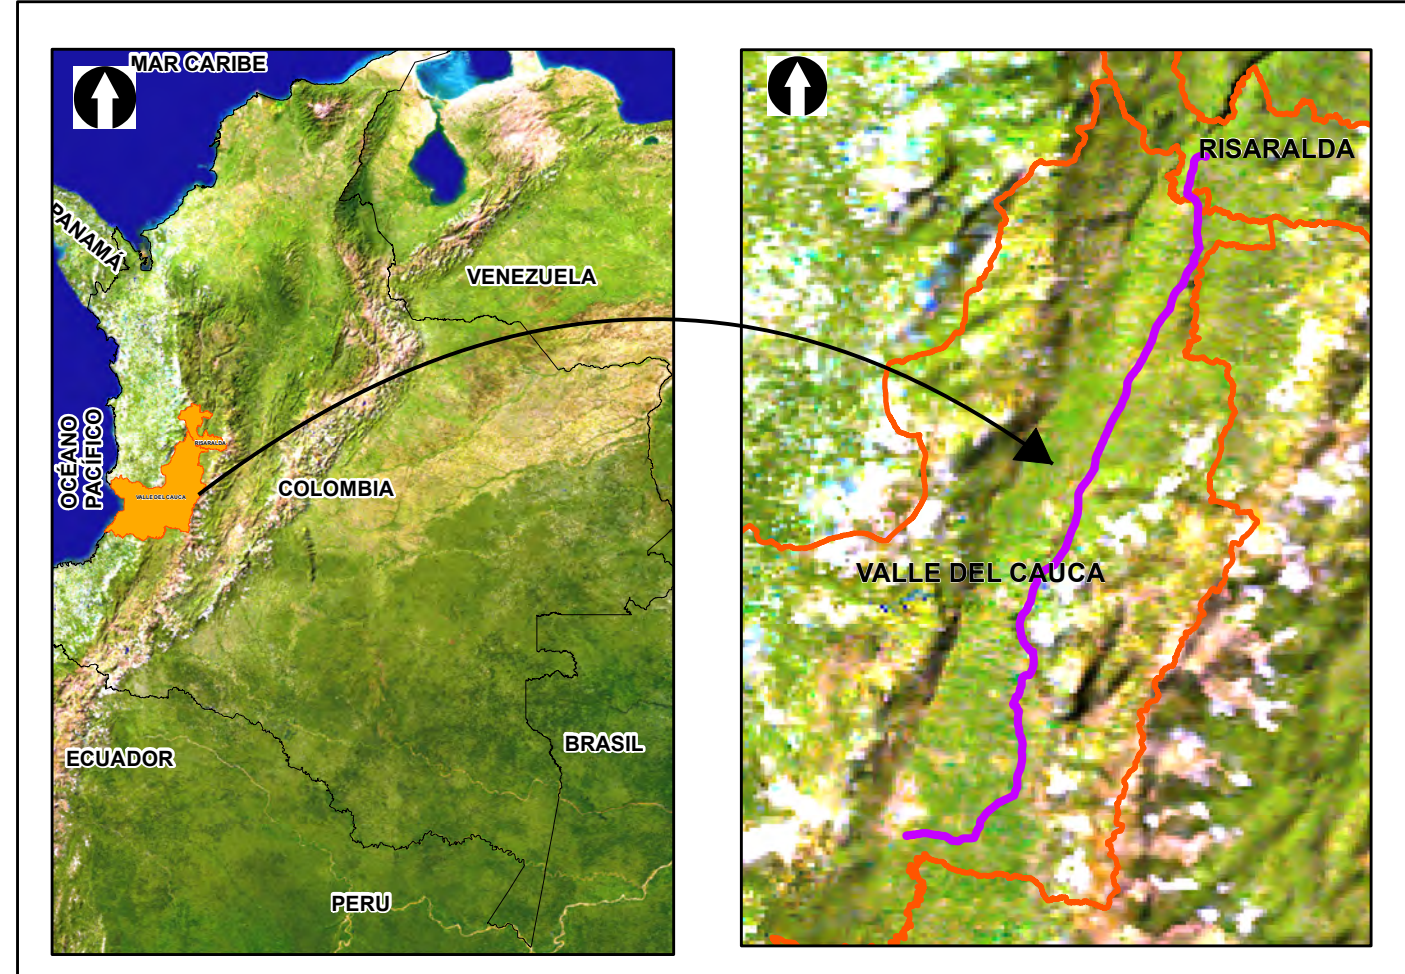 MAR CARIBE
PANAMÁ
VENEZUELA
OCÉANO
PACÍFICO
RISARALDA
VALLE DEL CAUCA
COLOMBIA
ECUADOR
BRASIL
PERU
RISARALDA
VALLE DEL CAUCA